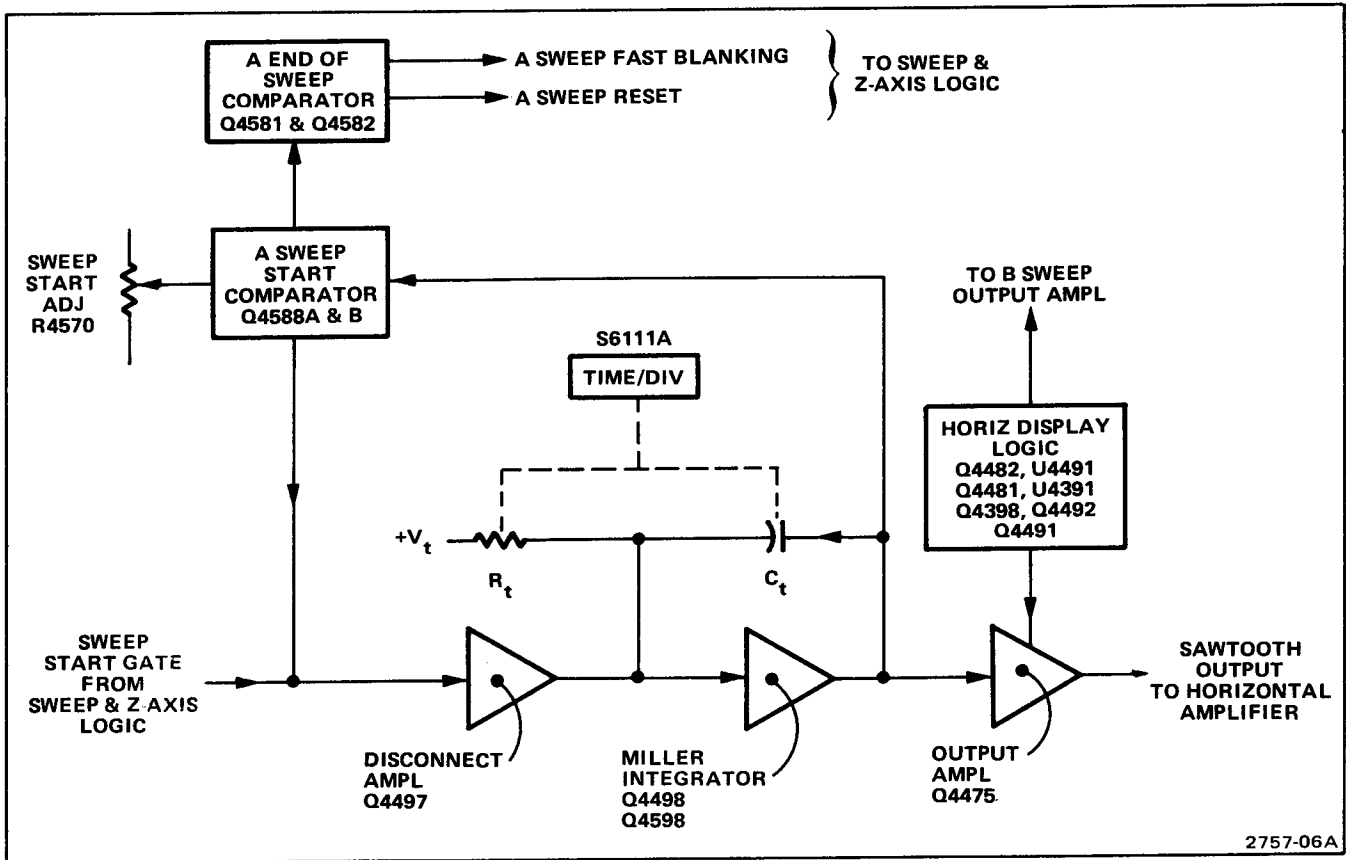 A END OF
SWEEP
COMPARATOR
Q4581 & Q4582
A SWEEP FAST BLANKING
A SWEEP RESET
TO SWEEP &
Z-AXIS LOGIC
SWEEP
START
ADJ
R4570
A SWEEP
START
COMPARATOR
Q4588A & B
S6111A
TIME/DIV
TO B SWEEP
OUTPUT AMPL
HORIZ DISPLAY
LOGIC
Q4482, U4491
Q4481, U4391
Q4398, Q4492
Q4491
+Vt
Rt
Ct
SWEEP
START GATE
FROM
SWEEP & Z-AXIS
LOGIC
DISCONNECT
AMPL
Q4497
MILLER
INTEGRATOR
Q4498
Q4598
OUTPUT
AMPL
Q4475
SAWTOOTH
OUTPUT
TO HORIZONTAL
AMPLIFIER
2757-06A